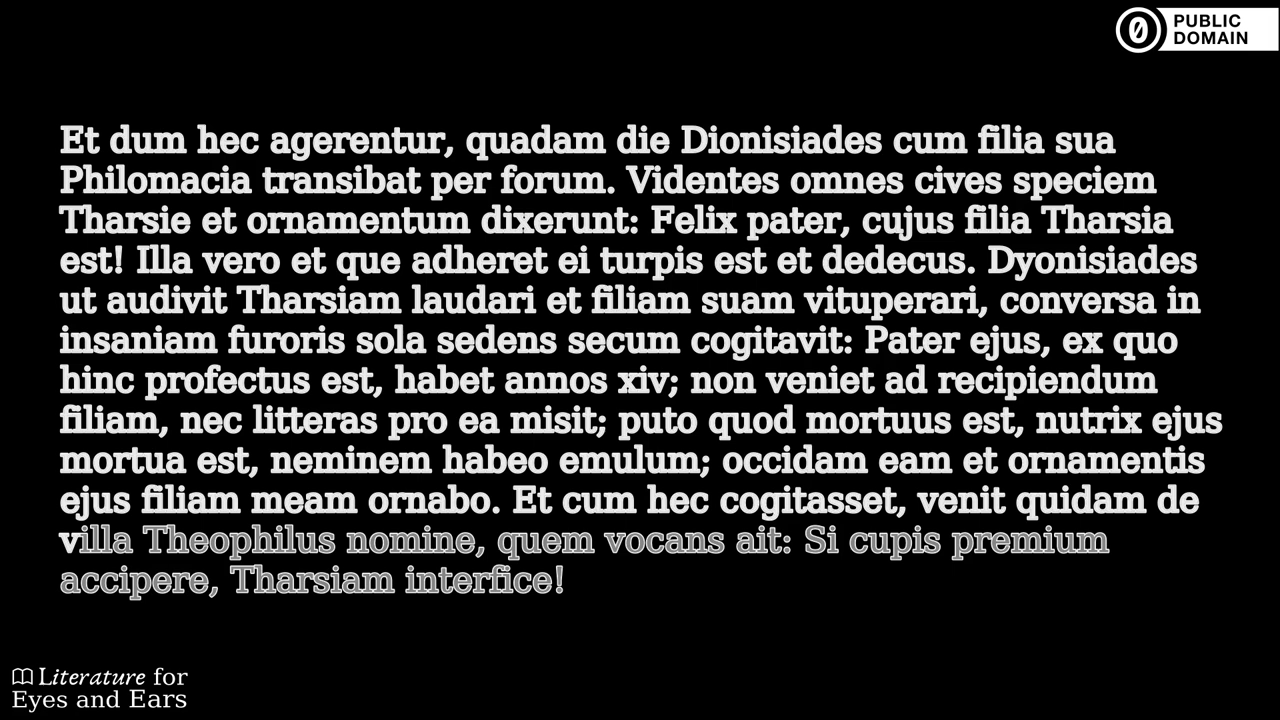 PUBLIC
DOMAIN
Et dum hec agerentur, quadam die Dionisiades cum filia sua
Philomacia transibat per forum. Videntes omnes cives speciem
Tharsie et ornamentum dixerunt: Felix pater, cujus filia Tharsia
est! Illa vero et que adheret ei turpis est et dedecus. Dyonisiades
ut audivit Tharsiam laudari et filiam suam vituperari, conversa in
insaniam furoris sola sedens secum cogitavit: Pater ejus, ex quo
hinc profectus est, habet annos xiv; non veniet ad recipiendum
filiam, nec litteras pro ea misit; puto quod mortuus est, nutrix ejus
mortua est, neminem habeo emulum; occidam eam et ornamentis
ejus filiam meam ornabo. Et cum hec cogitasset, venit quidam de
villa Theophilus nomine, quem vocans ait: Si cupis premium
accipere, Tharsiam interfice!
Literature for
Eyes and Ears